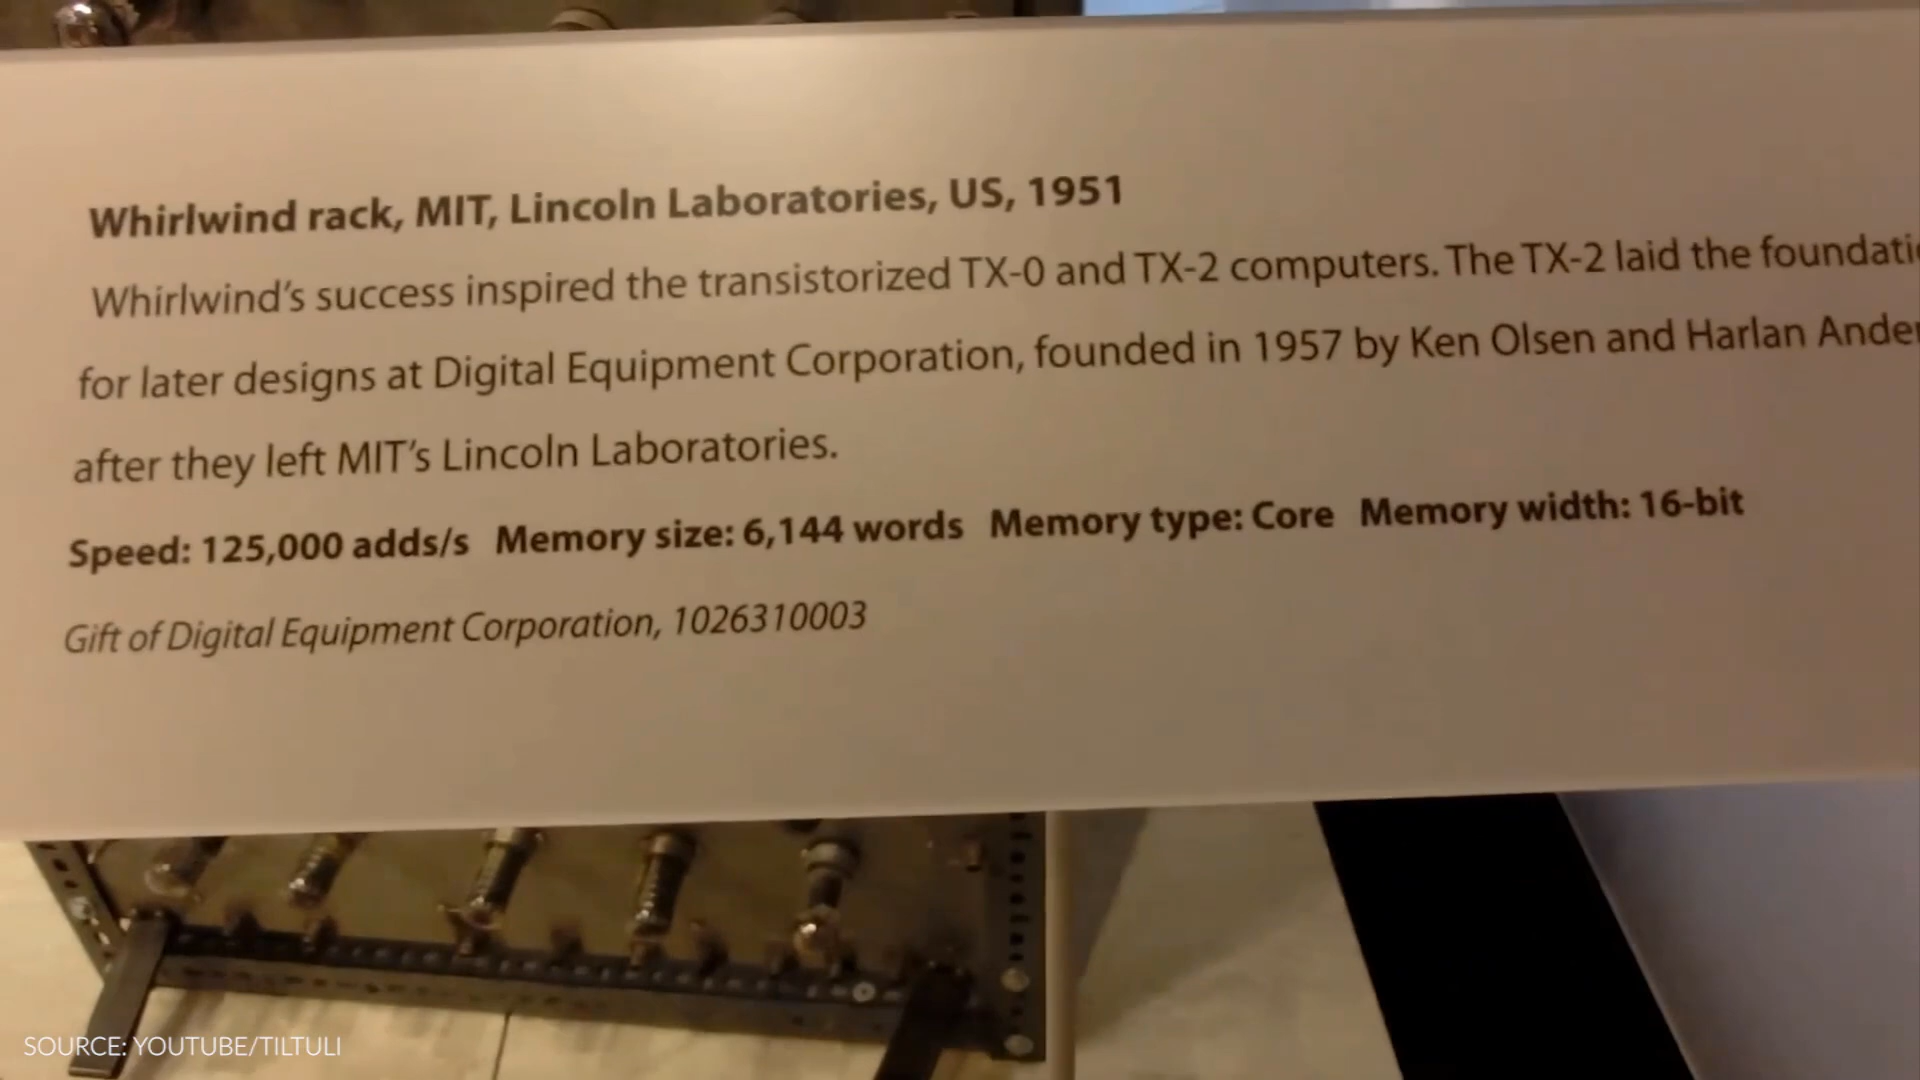 Whirlwind rack, MIT, Lincoln Laboratories, US, 1951
Whirlwind's success inspired the transistorized TX-0 and TX-2 computers. The TX-2 laid the foundatio
for later designs at Digital Equipment Corporation, founded in 1957 by Ken Olsen and Harlan Ander
after they left MIT's Lincoln Laboratories.
Speed: 125,000 adds/s Memory size: 6,144 words Memory type: Core Memory width: 16-bit
Gift of Digital Equipment Corporation, 1026310003
SOURCE: YOUTUBE/TILTULI